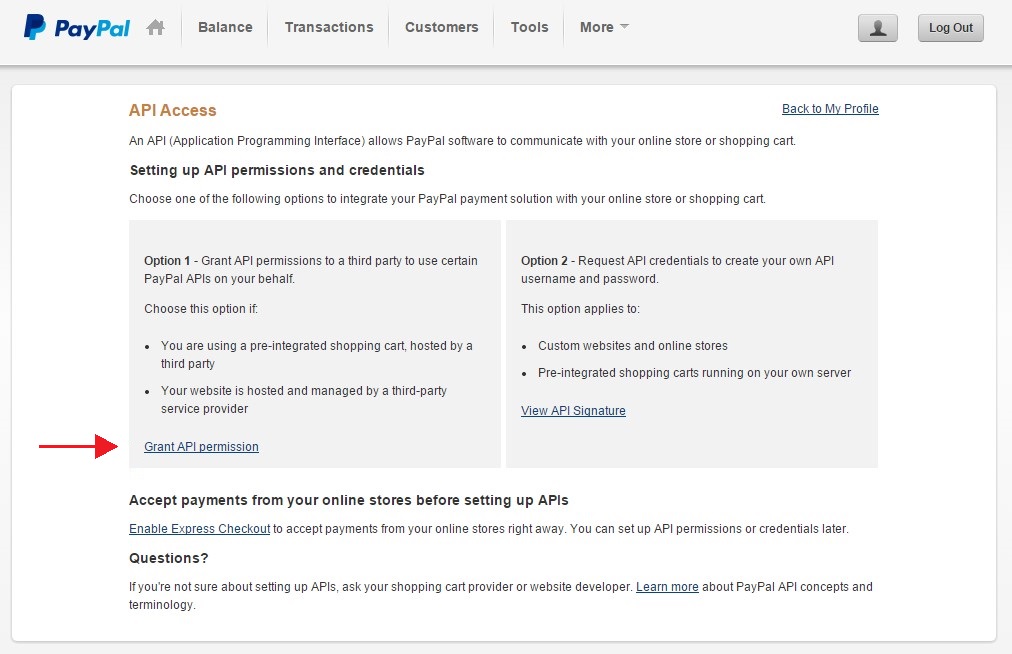 PayPal Balance Transactions Customers Tools More Log Out
API Access Back to My Profile
An API (Application Programming Interface) allows PayPal software to communicate with your online store or shopping cart.
Setting up API permissions and credentials
Choose one of the following options to integrate your PayPal payment solution with your online store or shopping cart.
Option 1 - Grant API permissions to a third party to use certain
PayPal APIs on your behalf.
Choose this option if:
You are using a pre-integrated shopping cart, hosted by a
third party
Your website is hosted and managed by a third-party
service provider
Grant API permission
Option 2 - Request API credentials to create your own API
username and password.
This option applies to:
Custom websites and online stores
Pre-integrated shopping carts running on your own server
View API Signature
Accept payments from your online stores before setting up APIs
Enable Express Checkout to accept payments from your online stores right away. You can set up API permissions or credentials later.
Questions?
If you're not sure about setting up APIs, ask your shopping cart provider or website developer. Learn more about PayPal API concepts and
terminology.